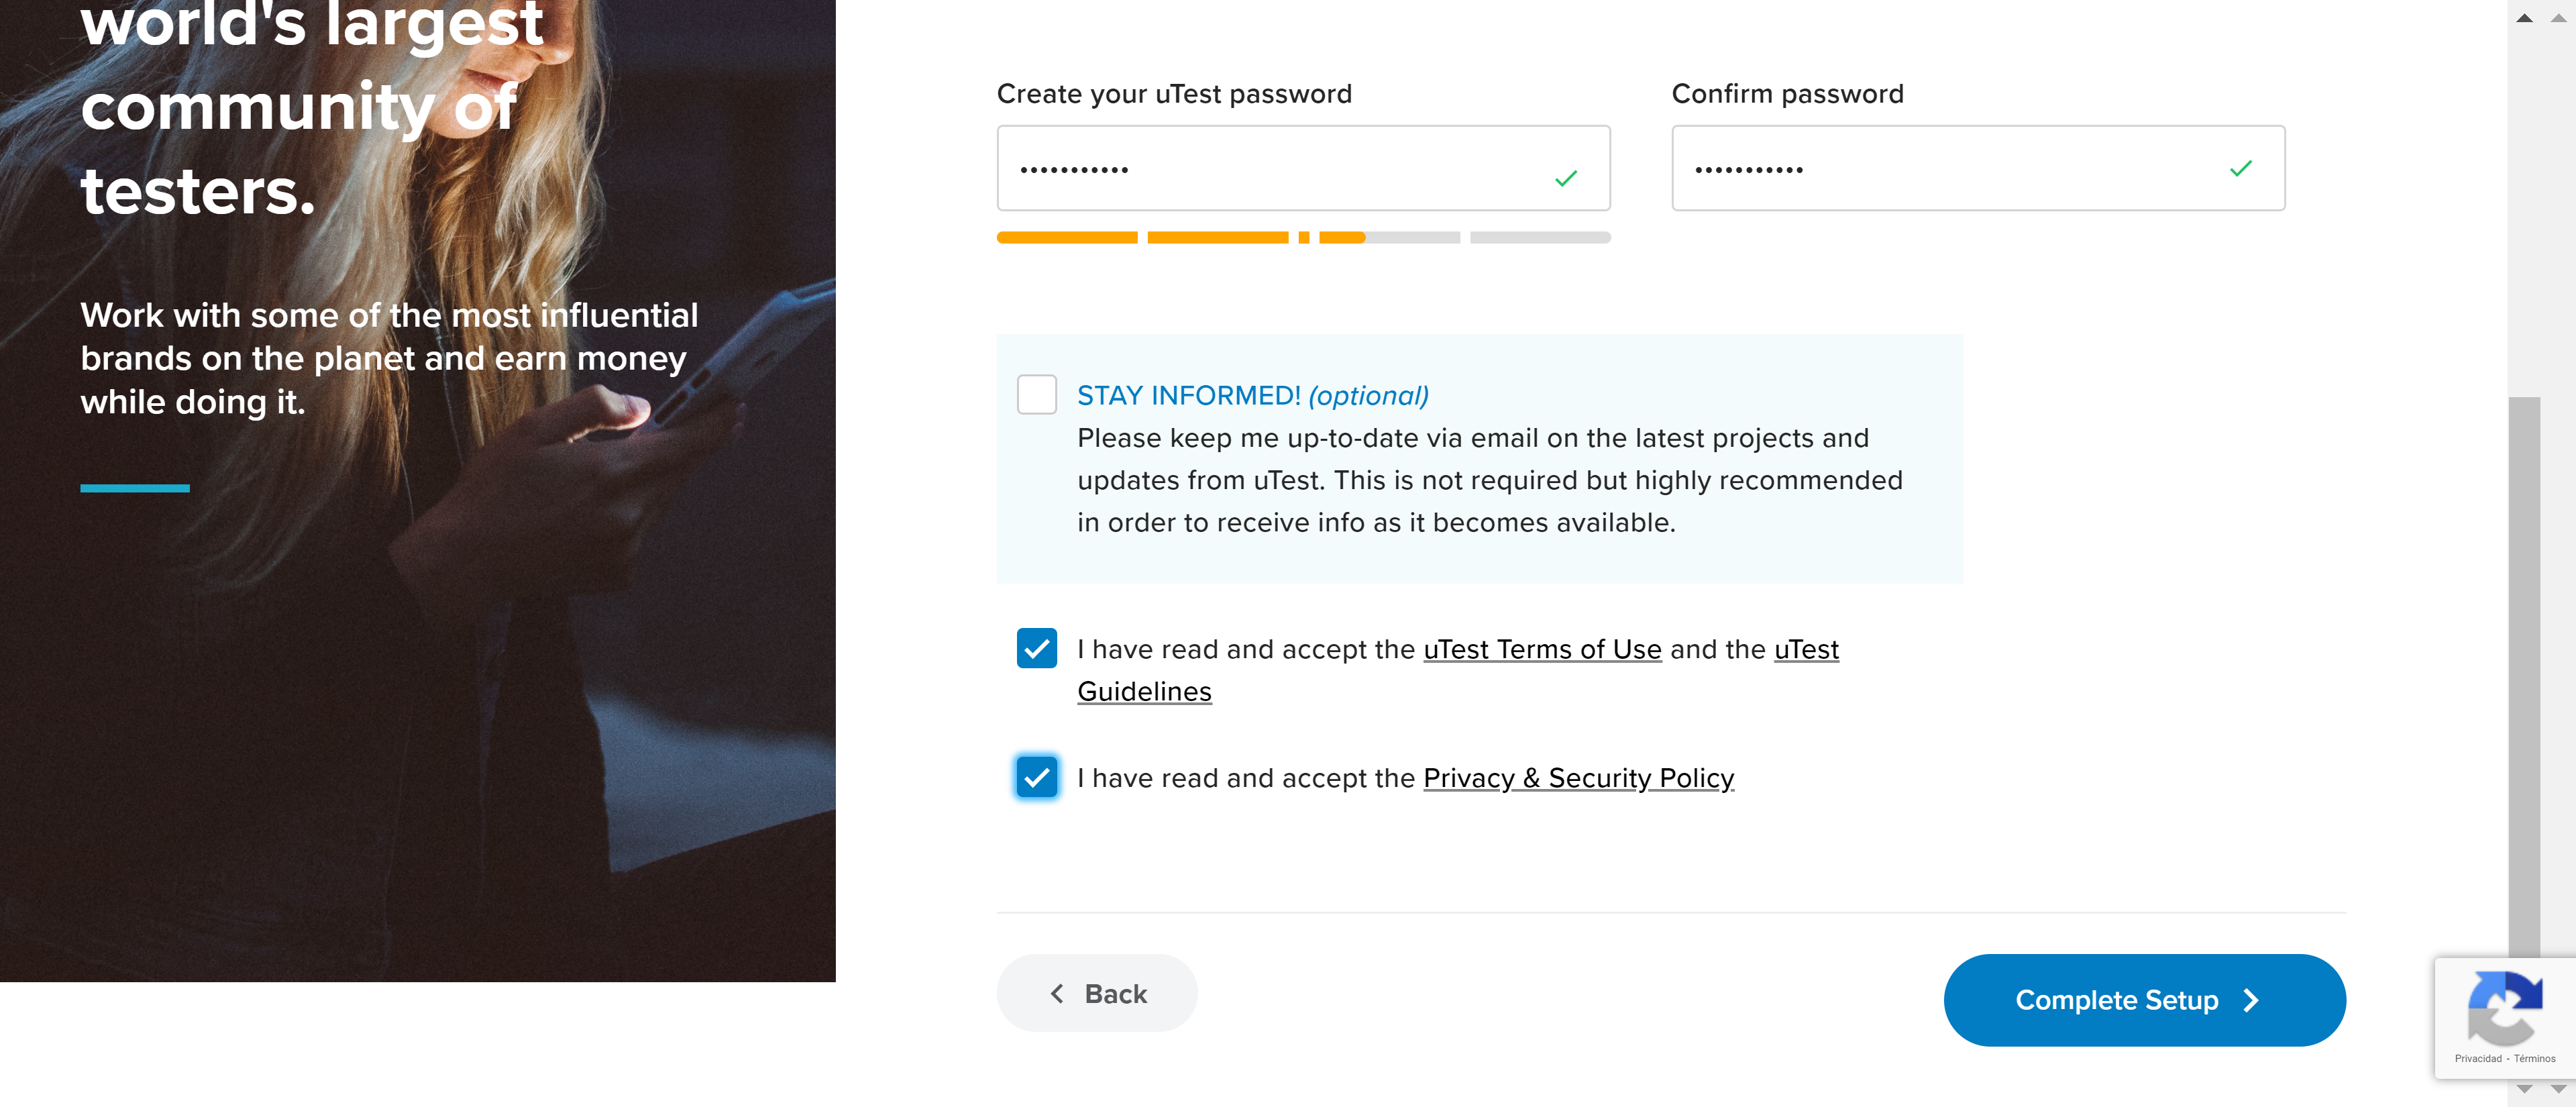 world's largest
community of
testers.
Work with some of the most influential
brands on the planet and earn money
while doing it.
Create your uTest password
•••••••••••
Confirm password
•••••••••••
STAY INFORMED! (optional)
Please keep me up-to-date via email on the latest projects and
updates from uTest. This is not required but highly recommended
in order to receive info as it becomes available.
I have read and accept the uTest Terms of Use and the uTest
Guidelines
I have read and accept the Privacy & Security Policy
Back
Complete Setup
Privacidad - Términos